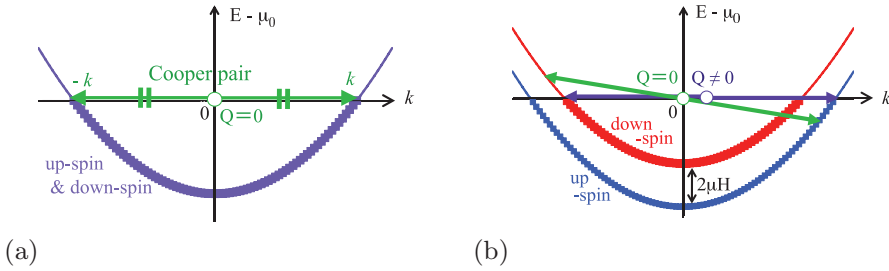 E - μ₀
Cooper pair
- k
k
k
0
Q=0
up-spin
& down-spin
(a)
E - μ₀
Q=0
Q≠0
k
0
down
-spin
up
-spin
2μH
(b)